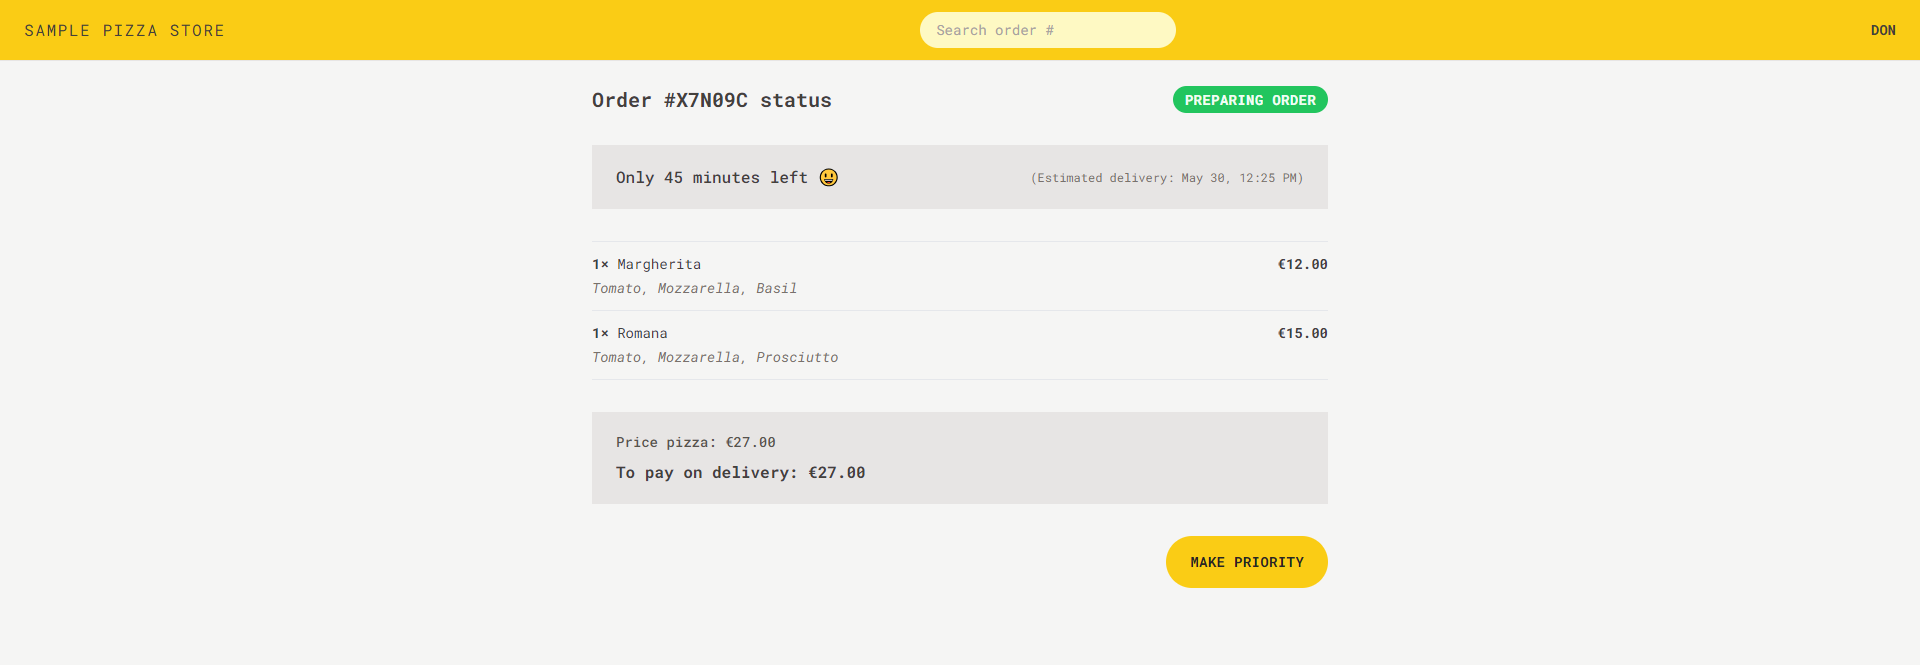 SAMPLE PIZZA STORE
Search order #
DON
Order #X7N09C status
PREPARING ORDER
Only 45 minutes left 😃
(Estimated delivery: May 30, 12:25 PM)
1× Margherita
€12.00
Tomato, Mozzarella, Basil
1× Romana
€15.00
Tomato, Mozzarella, Prosciutto
Price pizza: €27.00
To pay on delivery: €27.00
MAKE PRIORITY